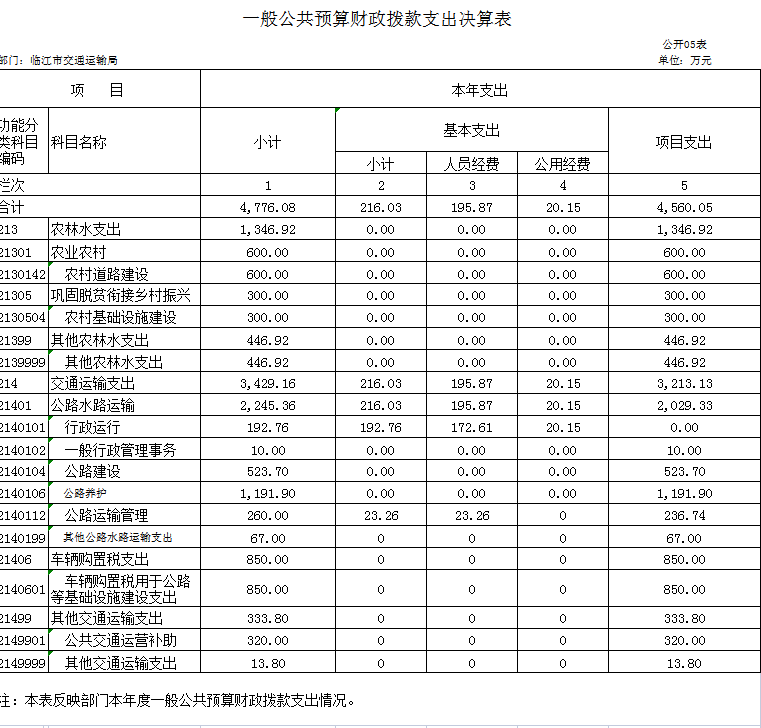 一般公共预算财政拨款支出决算表
公开05表
部门：临江市交通运输局 单位：万元
项 目 本年支出
功能分类科目编码 科目名称 小计 基本支出 项目支出
小计 人员经费 公用经费
栏次 1 2 3 4 5
合计 4,776.08 216.03 195.87 20.15 4,560.05
213 农林水支出 1,346.92 0.00 0.00 0.00 1,346.92
21301 农业农村 600.00 0.00 0.00 0.00 600.00
2130142 农村道路建设 600.00 0.00 0.00 0.00 600.00
21305 巩固脱贫衔接乡村振兴 300.00 0.00 0.00 0.00 300.00
2130504 农村基础设施建设 300.00 0.00 0.00 0.00 300.00
21399 其他农林水支出 446.92 0.00 0.00 0.00 446.92
2139999 其他农林水支出 446.92 0.00 0.00 0.00 446.92
214 交通运输支出 3,429.16 216.03 195.87 20.15 3,213.13
21401 公路水路运输 2,245.36 216.03 195.87 20.15 2,029.33
2140101 行政运行 192.76 192.76 172.61 20.15 0.00
2140102 一般行政管理事务 10.00 0.00 0.00 0.00 10.00
2140104 公路建设 523.70 0.00 0.00 0.00 523.70
2140106 公路养护 1,191.90 0.00 0.00 0.00 1,191.90
2140112 公路运输管理 260.00 23.26 23.26 0 236.74
2140199 其他公路水路运输支出 67.00 0 0 0 67.00
21406 车辆购置税支出 850.00 0 0 0 850.00
2140601 车辆购置税用于公路等基础设施建设支出 850.00 0 0 0 850.00
21499 其他交通运输支出 333.80 0 0 0 333.80
2149901 公共交通运营补助 320.00 0 0 0 320.00
2149999 其他交通运输支出 13.80 0 0 0 13.80
注：本表反映部门本年度一般公共预算财政拨款支出情况。